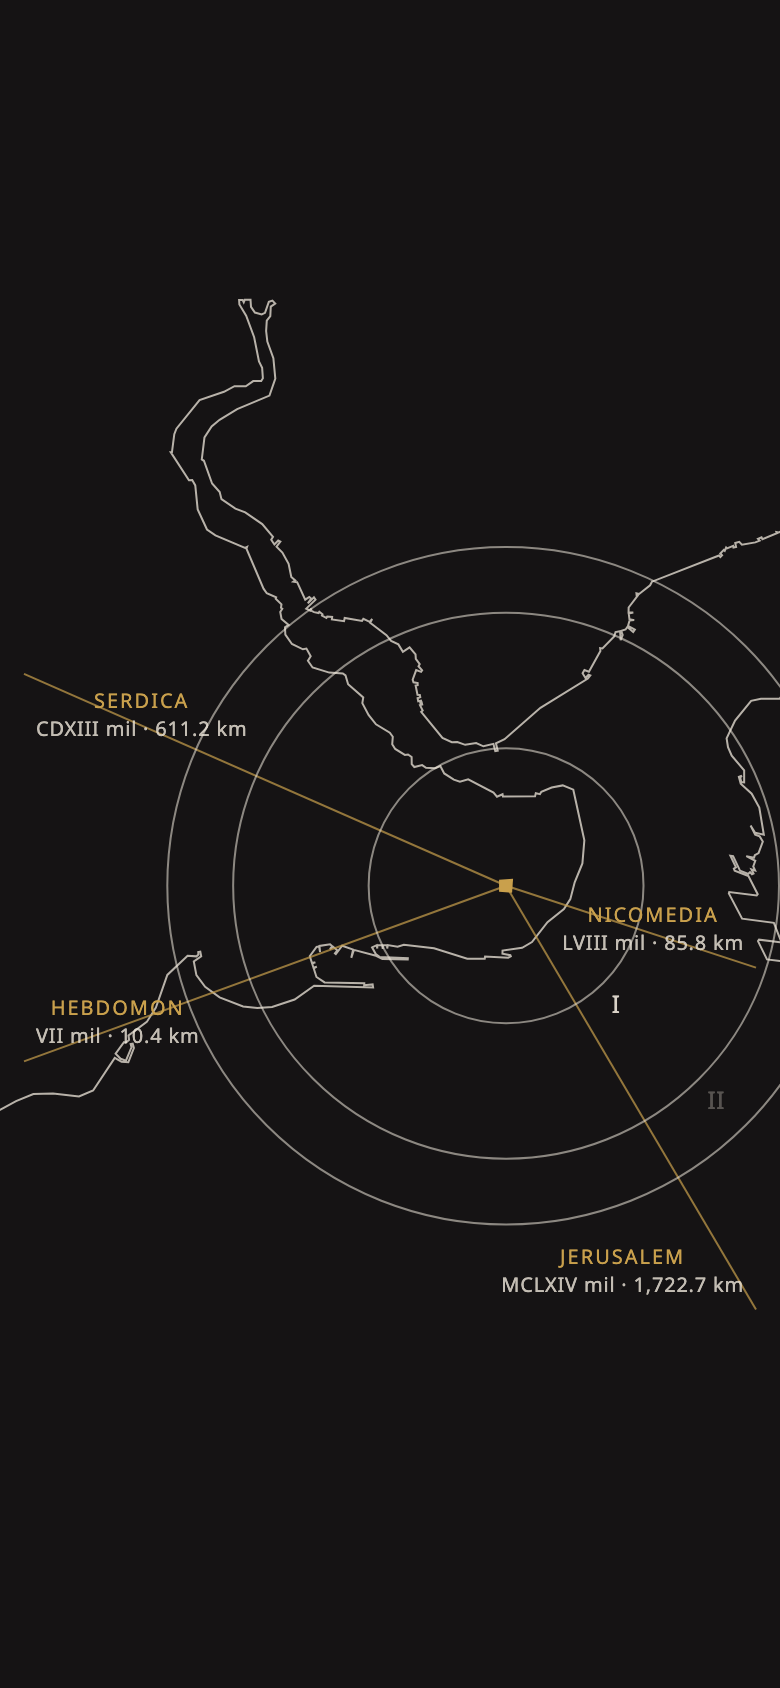 SERDICA
CDXIII mil · 611.2 km
NICOMEDIA
LVIII mil · 85.8 km
HEBDOMON
VII mil · 10.4 km
I
II
JERUSALEM
MCLXIV mil · 1,722.7 km